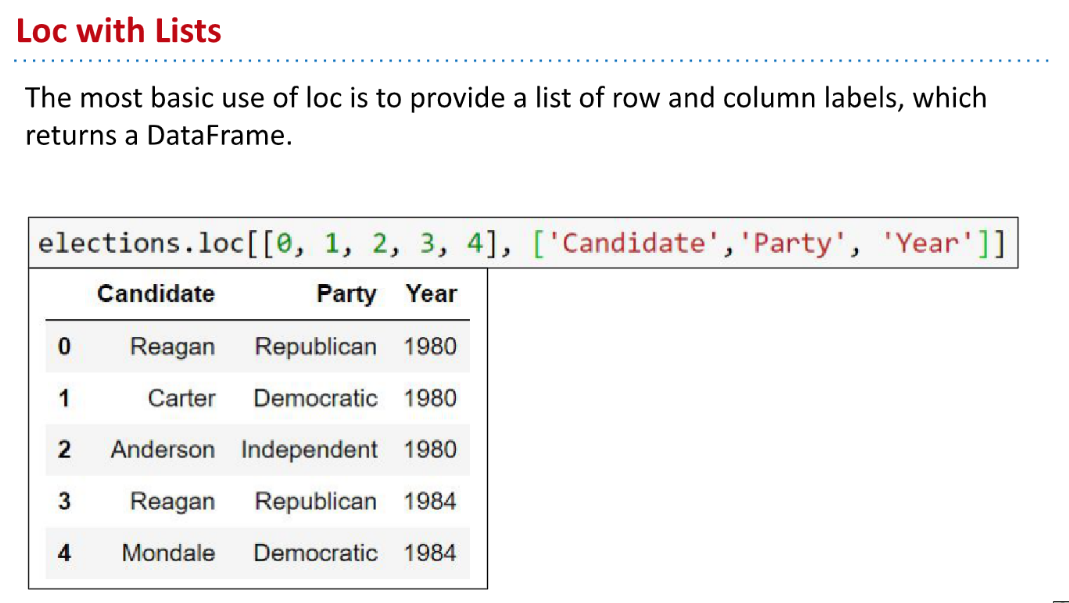 Loc with Lists
The most basic use of loc is to provide a list of row and column labels, which
returns a DataFrame.
elections.loc[[0, 1, 2, 3, 4], ['Candidate','Party', 'Year']]
Candidate Party Year
0 Reagan Republican 1980
1 Carter Democratic 1980
2 Anderson Independent 1980
3 Reagan Republican 1984
4 Mondale Democratic 1984